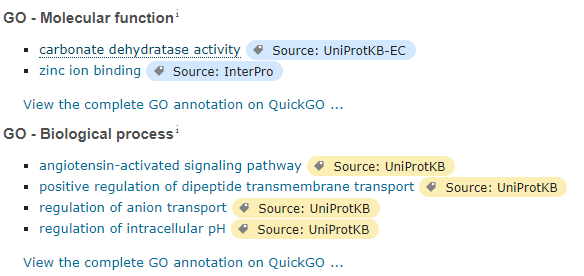 GO - Molecular functionⁱ
carbonate dehydratase activity Source: UniProtKB-EC
zinc ion binding Source: InterPro
View the complete GO annotation on QuickGO ...
GO - Biological processⁱ
angiotensin-activated signaling pathway Source: UniProtKB
positive regulation of dipeptide transmembrane transport Source: UniProtKB
regulation of anion transport Source: UniProtKB
regulation of intracellular pH Source: UniProtKB
View the complete GO annotation on QuickGO ...